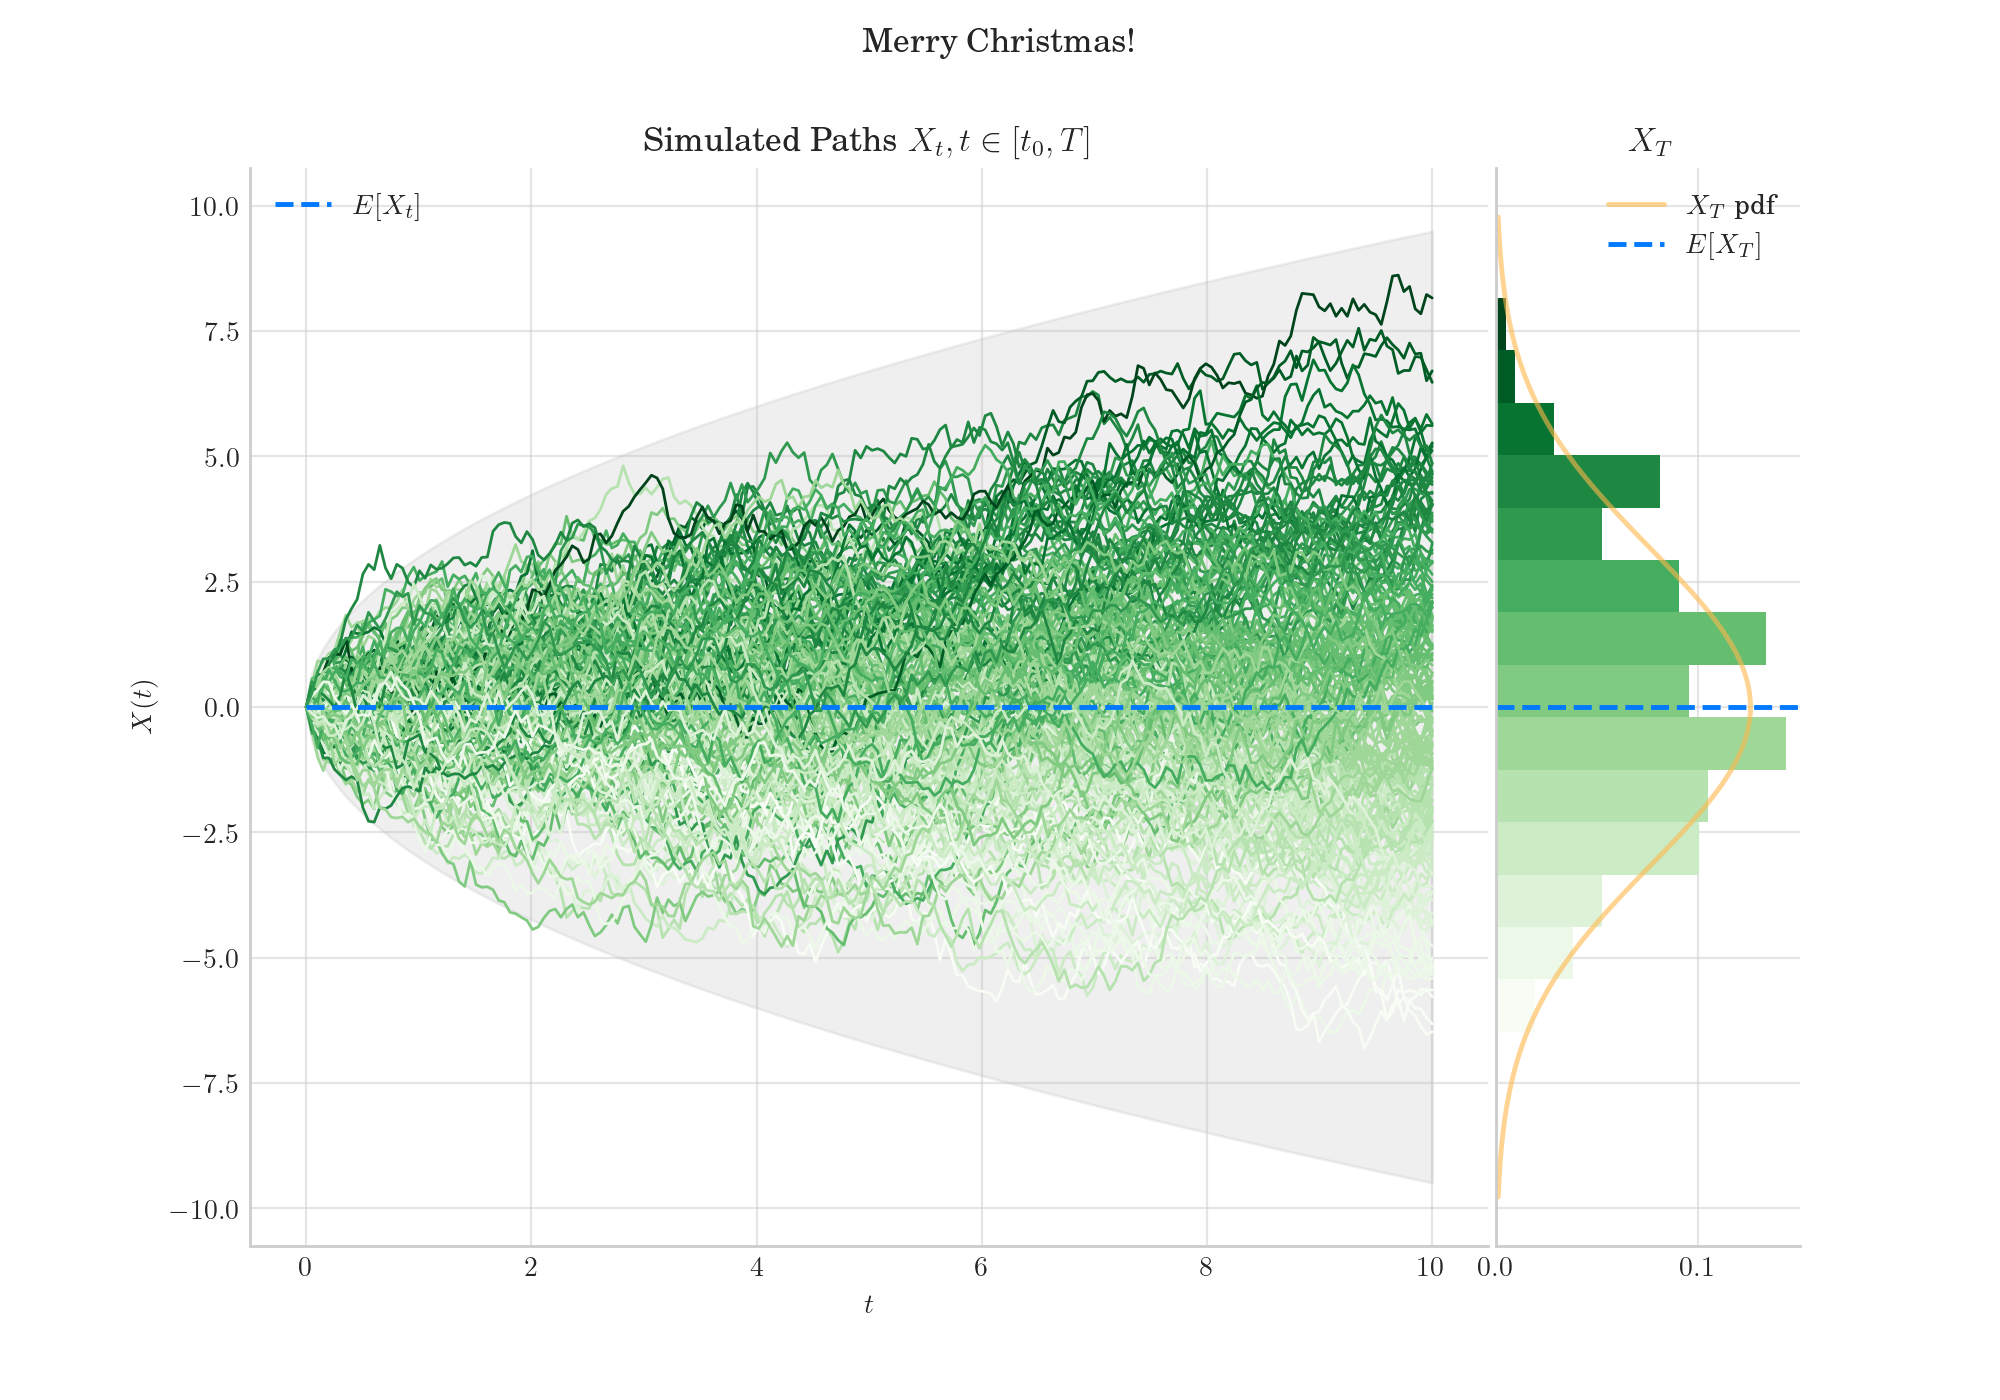 Merry Christmas!
Simulated Paths $X_t, t \in [t_0, T]$
$X_T$
$E[X_t]$
$X_T$ pdf
$E[X_T]$
10.0
7.5
5.0
2.5
0.0
−2.5
−5.0
−7.5
−10.0
$X(t)$
0 2 4 6 8 10
0.0 0.1
$t$